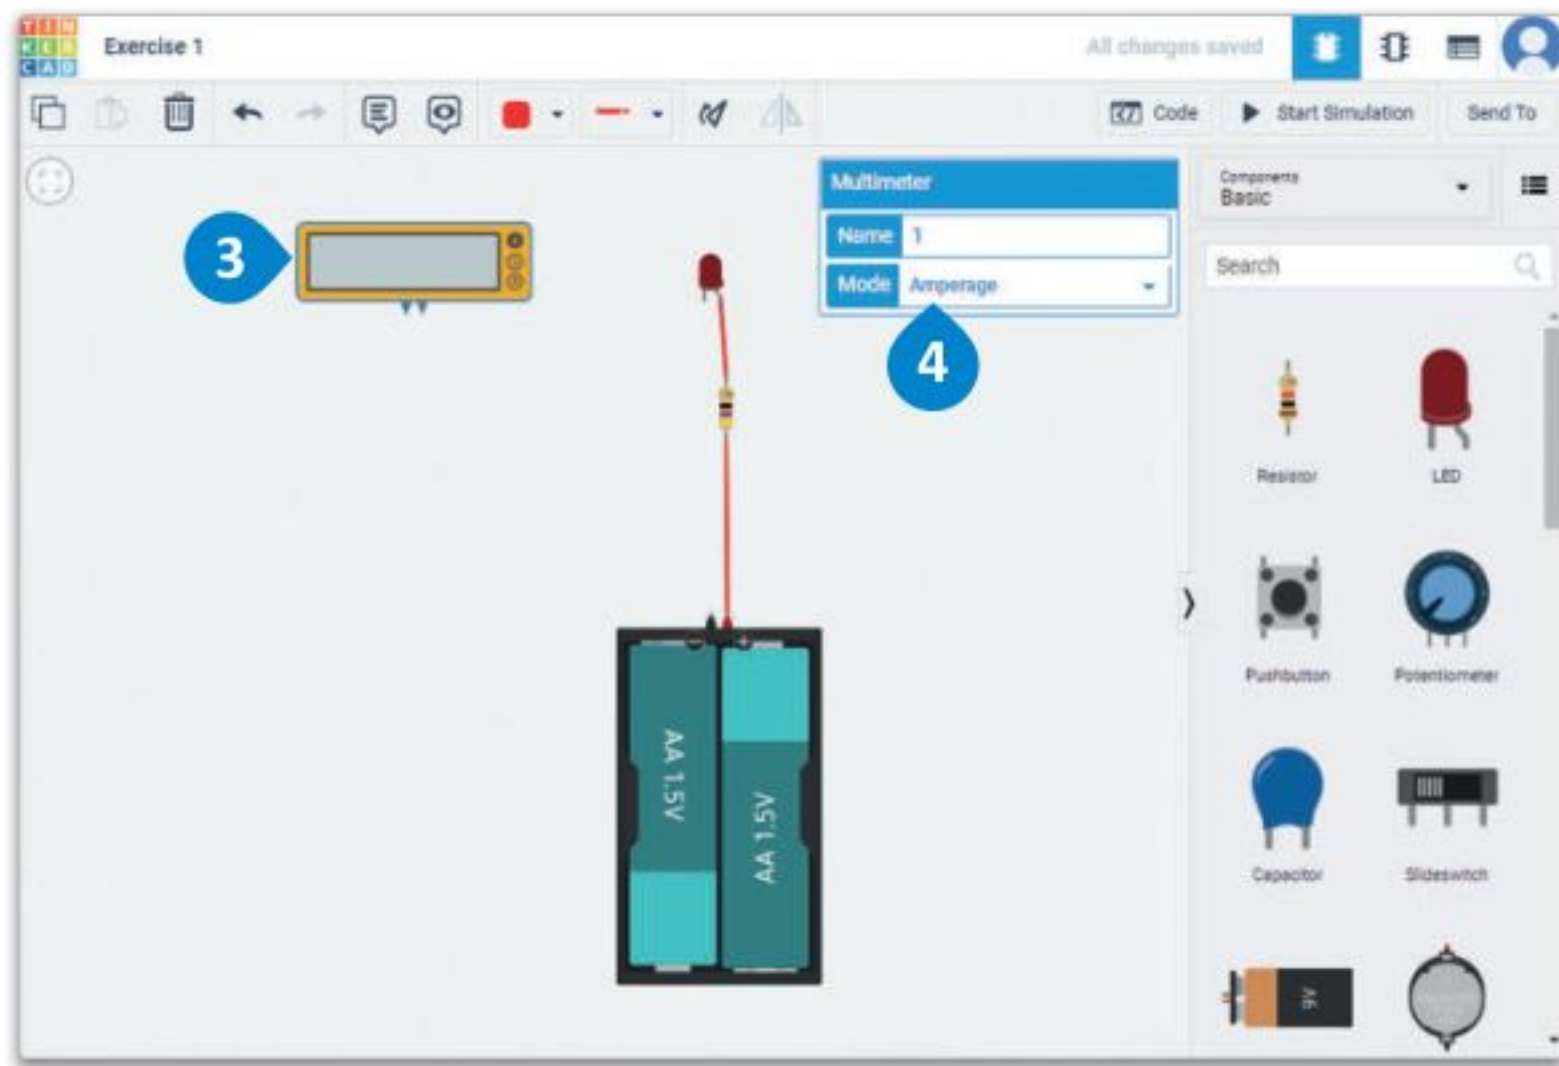 TINKERCAD
Exercise 1
All changes saved
Code
Start Simulation
Send To
3
Multimeter
Name 1
Mode Amperage
4
Components
Basic
Search
Resistor
LED
Pushbutton
Potentiometer
Capacitor
Slideswitch
AA 1.5V
AA 1.5V
9V